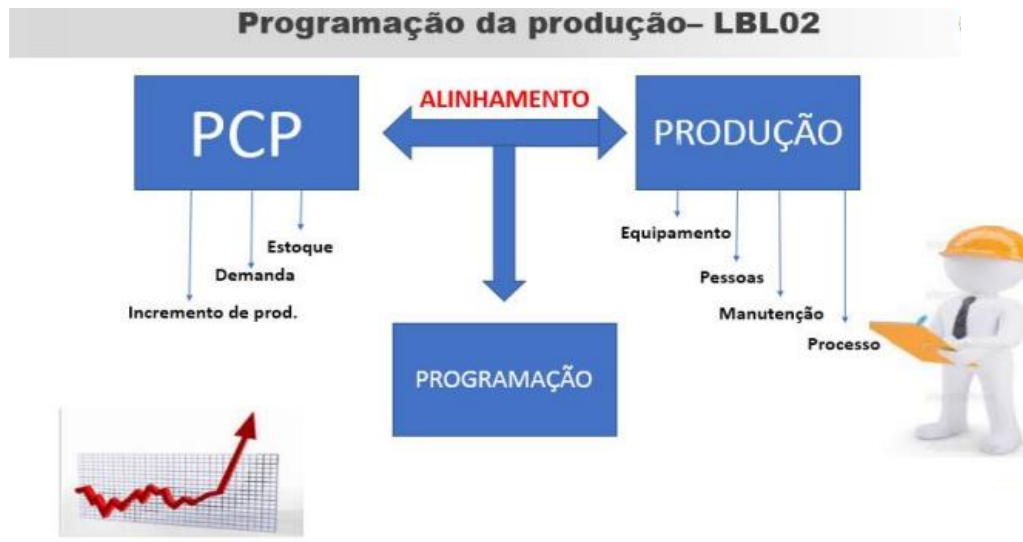 Programação da produção– LBL02
ALINHAMENTO
PCP
PRODUÇÃO
Estoque
Demanda
Incremento de prod.
Equipamento
Pessoas
Manutenção
Processo
PROGRAMAÇÃO